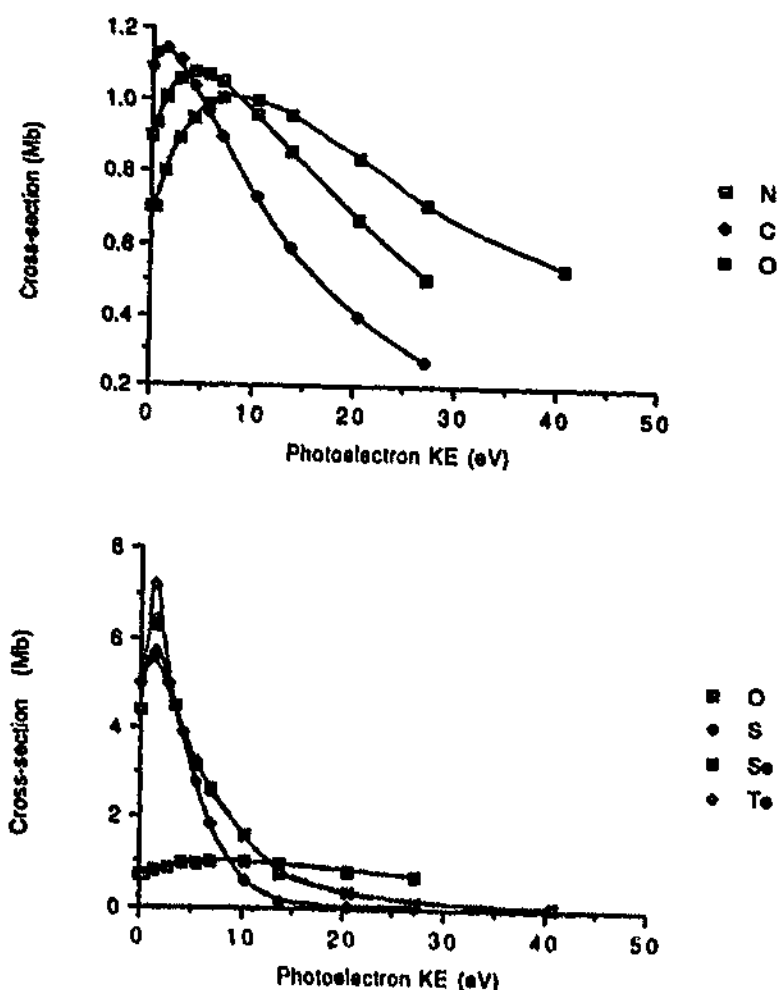 1.2
1.0
0.8
0.6
0.4
0.2
Cross-section (Mb)
0 10 20 30 40 50
Photoelectron KE (eV)
N
C
O
8
6
4
2
0
Cross-section (Mb)
0 10 20 30 40 50
Photoelectron KE (eV)
O
S
Se
Te